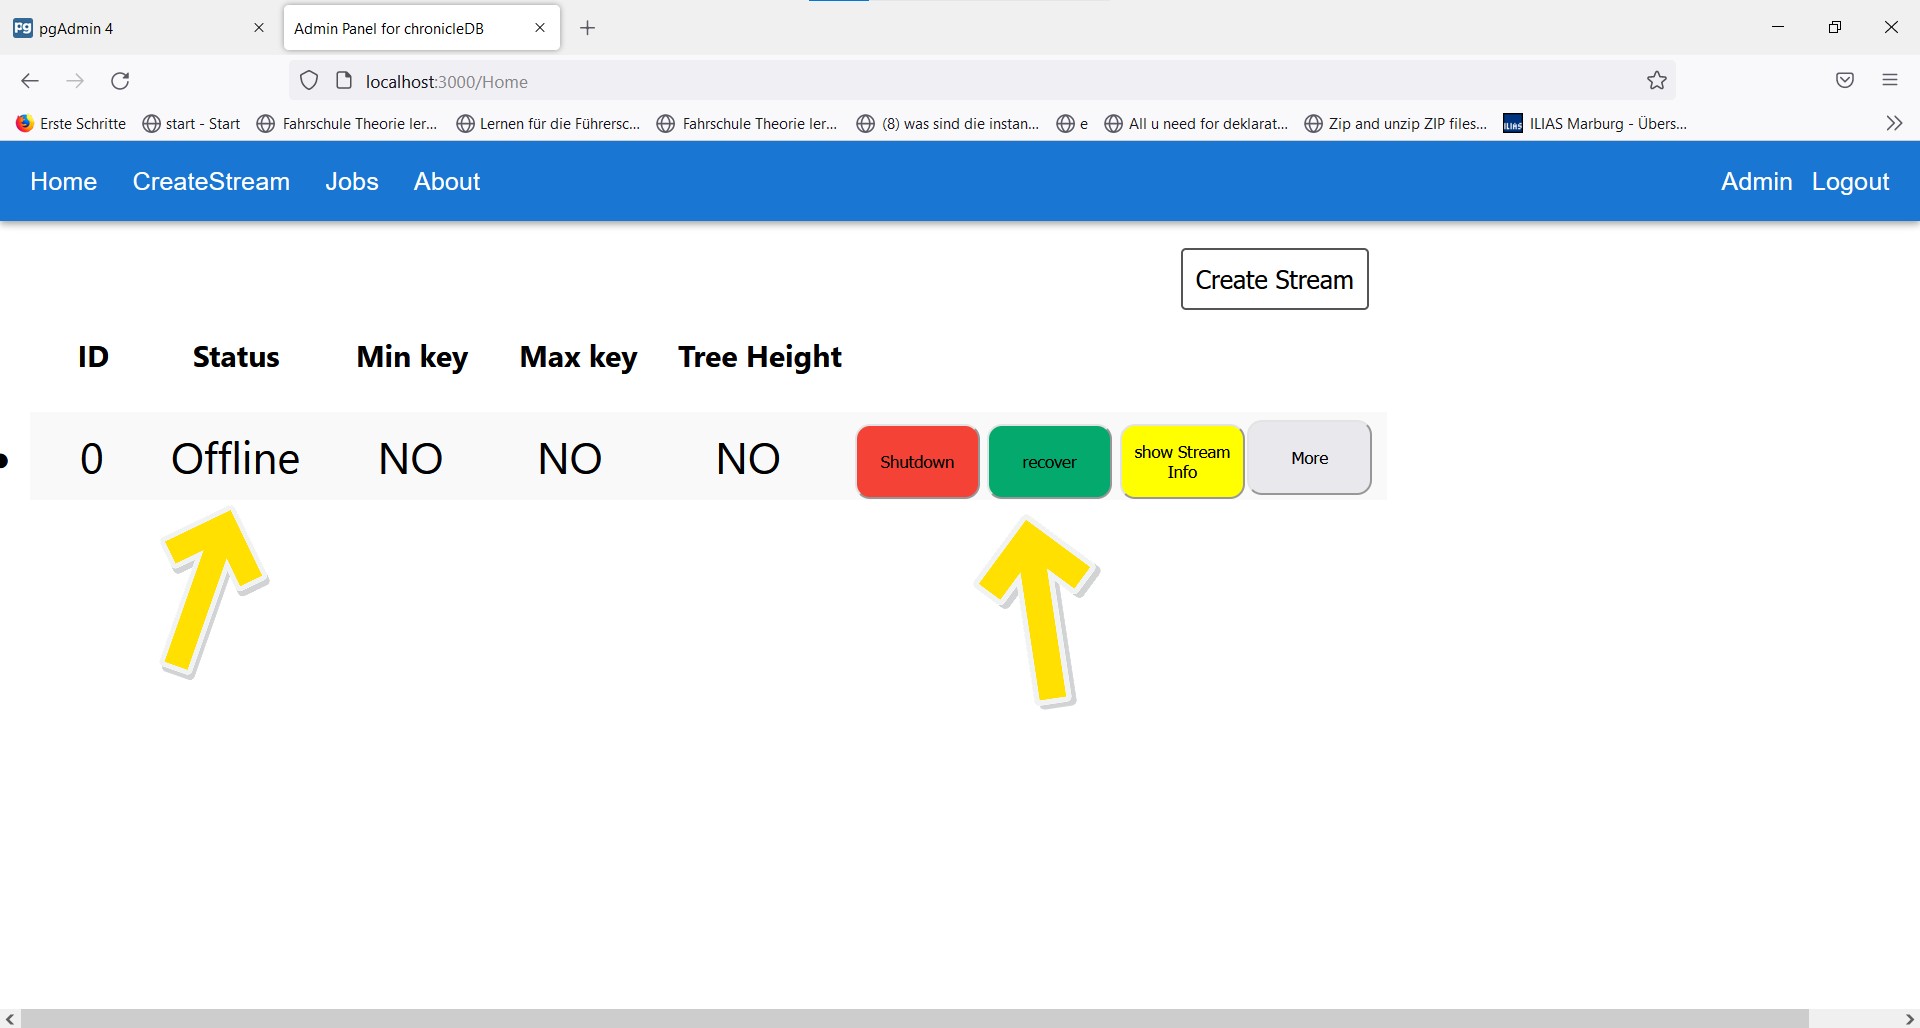 pgAdmin 4
Admin Panel for chronicleDB
localhost:3000/Home
Erste Schritte
start - Start
Fahrschule Theorie ler...
Lernen für die Führersc...
Fahrschule Theorie ler...
(8) was sind die instan...
e
All u need for deklarat...
Zip and unzip ZIP files...
ILIAS
ILIAS Marburg - Übers...
Home CreateStream Jobs About Admin Logout
Create Stream
ID Status Min key Max key Tree Height
0 Offline NO NO NO Shutdown recover show Stream
Info
More